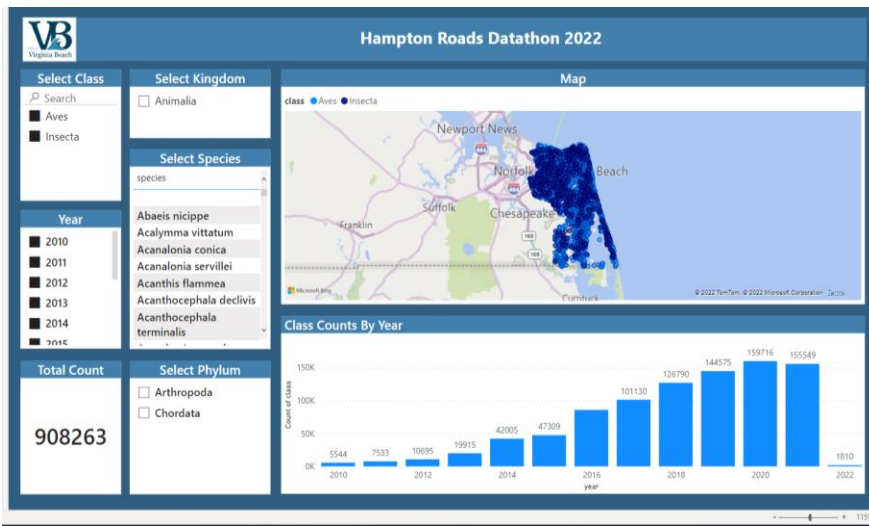 VB
Virginia Beach
Hampton Roads Datathon 2022
Select Class
Search
Aves
Insecta
Select Kingdom
Animalia
Select Species
species
Abaeis nicippe
Acalymma vittatum
Acanalonia conica
Acanalonia servillei
Acanthis flammea
Acanthocephala declivis
Acanthocephala
terminalis
Year
2010
2011
2012
2013
2014
2015
Total Count
908263
Select Phylum
Arthropoda
Chordata
Map
class Aves Insecta
Newport News
Norfolk
Beach
Suffolk
Chesapeake
Franklin
168
168
Currituck
Microsoft Bing
© 2022 TomTom, © 2022 Microsoft Corporation Terms
Class Counts By Year
Count of class
150K
100K
50K
0K
5544
7533
10695
19915
42005
47309
101130
126790
144575
159716
155549
1810
2010
2012
2014
2016
2018
2020
2022
year